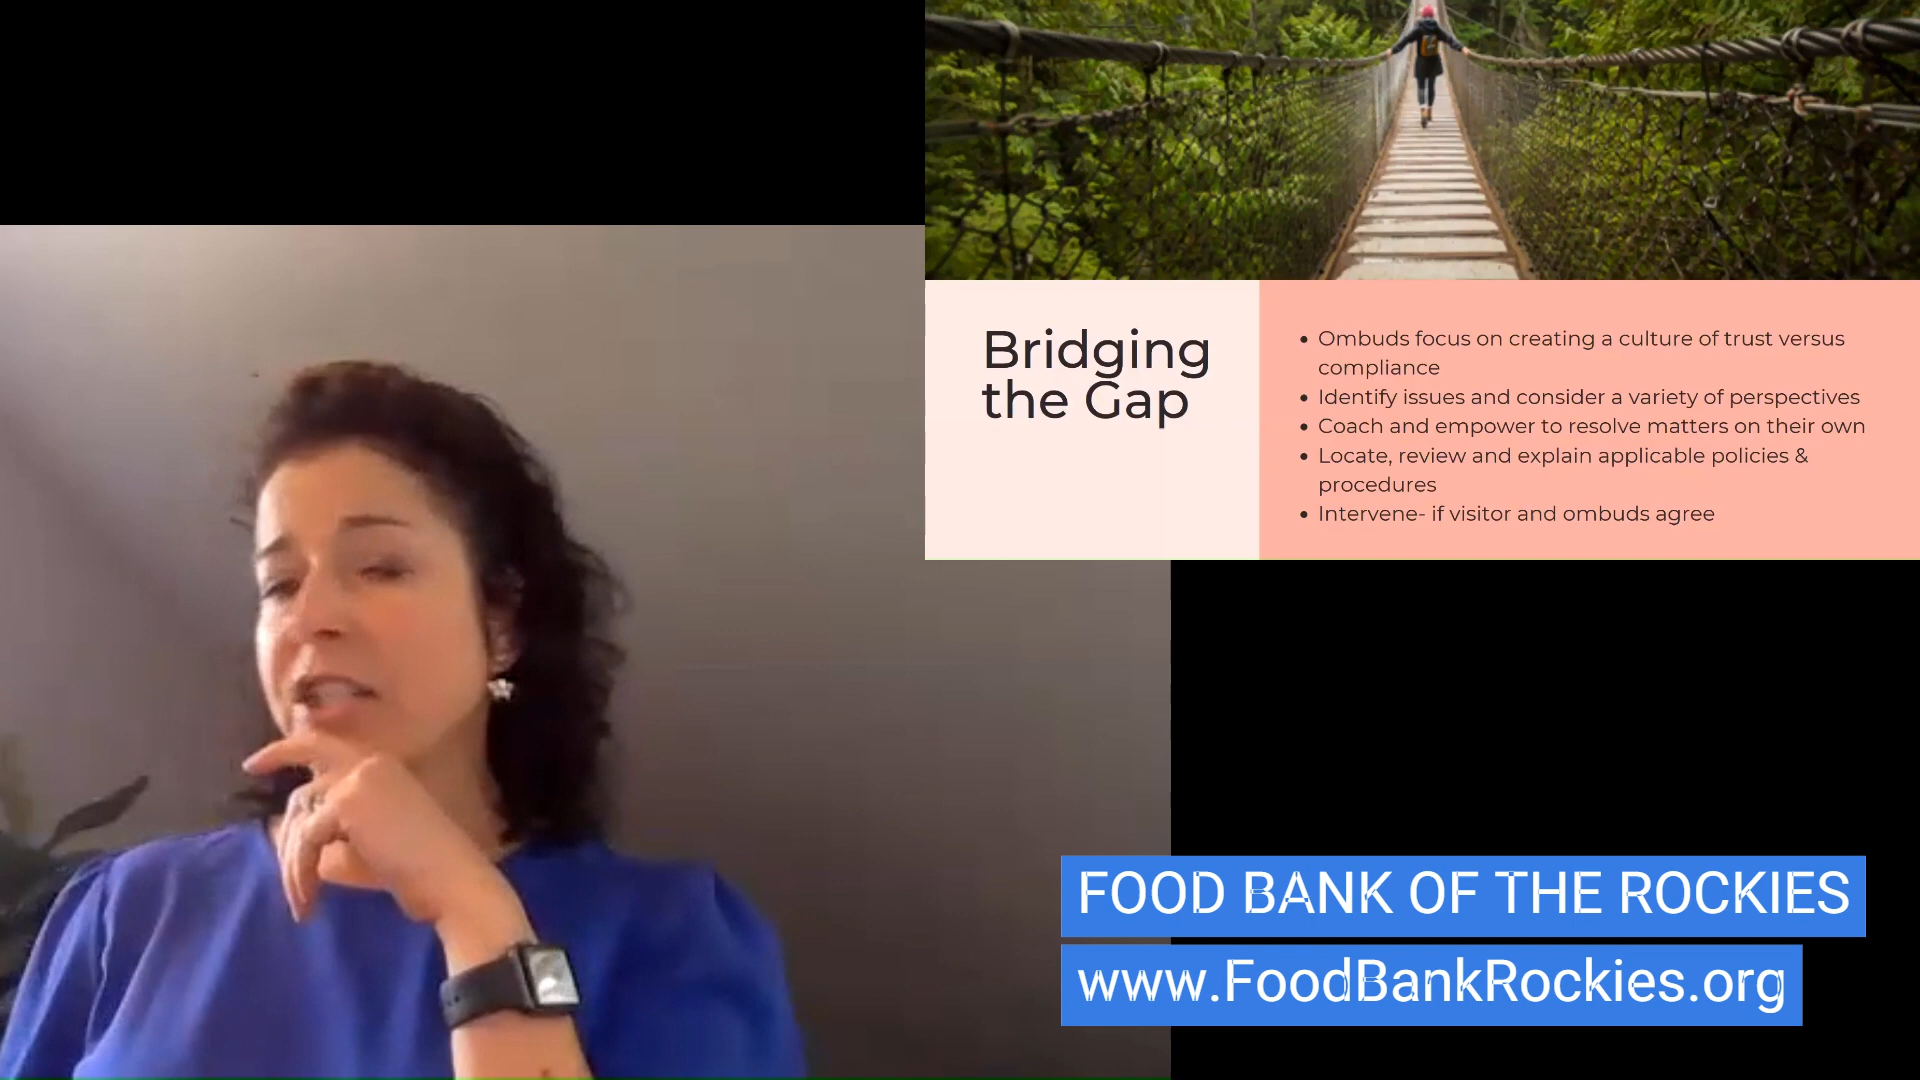 Bridging
the Gap
• Ombuds focus on creating a culture of trust versus
compliance
• Identify issues and consider a variety of perspectives
• Coach and empower to resolve matters on their own
• Locate, review and explain applicable policies &
procedures
• Intervene- if visitor and ombuds agree
FOOD BANK OF THE ROCKIES
www.FoodBankRockies.org